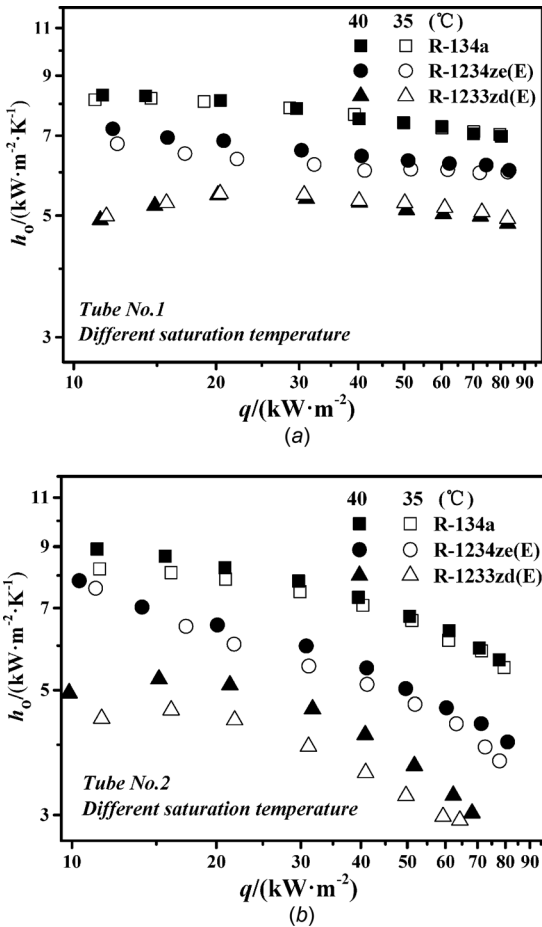 11
9
7
5
3
hₒ/(kW·m⁻²·K⁻¹)
40 35 (℃)
R-134a
R-1234ze(E)
R-1233zd(E)
Tube No.1
Different saturation temperature
10 20 30 40 50 60 70 80 90
q/(kW·m⁻²)
(a)
11
9
7
5
3
hₒ/(kW·m⁻²·K⁻¹)
40 35 (℃)
R-134a
R-1234ze(E)
R-1233zd(E)
Tube No.2
Different saturation temperature
10 20 30 40 50 60 70 80 90
q/(kW·m⁻²)
(b)